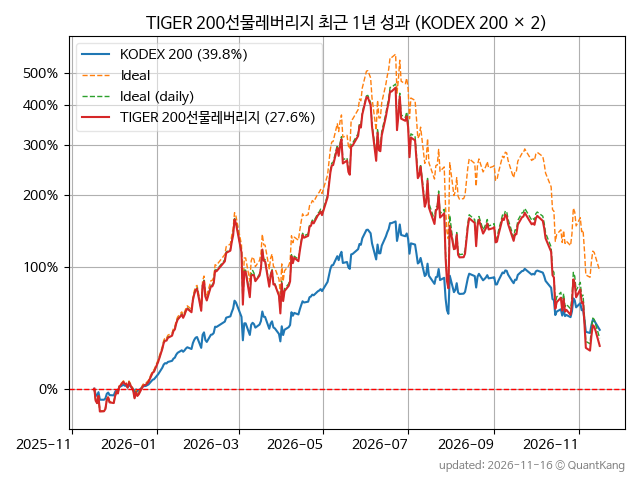 TIGER 200선물레버리지 최근 1년 성과 (KODEX 200 × 2)
KODEX 200 (39.8%)
Ideal
Ideal (daily)
TIGER 200선물레버리지 (27.6%)
500%
400%
300%
200%
100%
0%
2025-11 2026-01 2026-03 2026-05 2026-07 2026-09 2026-11
updated: 2026-11-16 © QuantKang